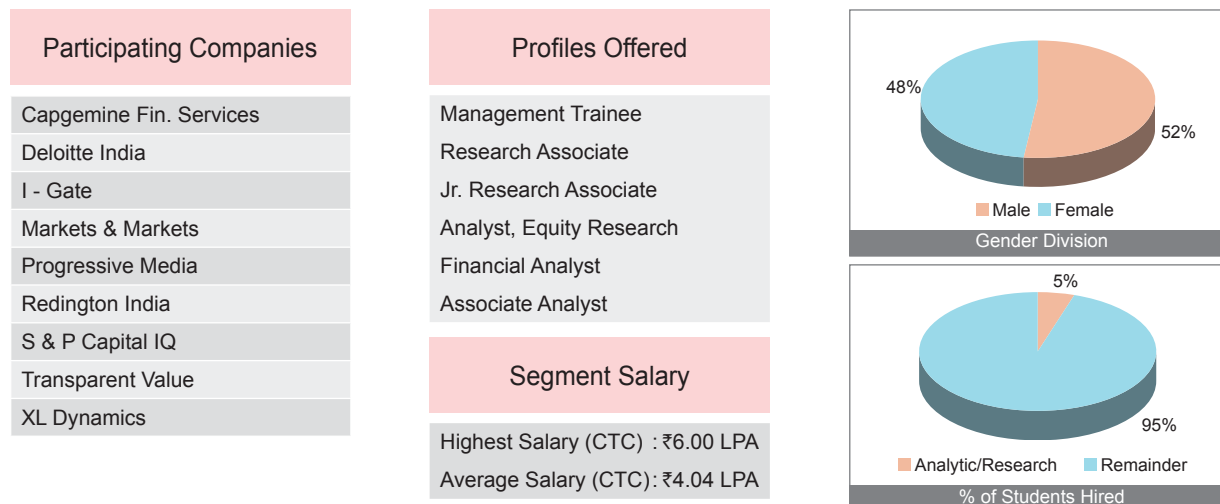 Participating Companies
Capgemine Fin. Services
Deloitte India
I - Gate
Markets & Markets
Progressive Media
Redington India
S & P Capital IQ
Transparent Value
XL Dynamics
Profiles Offered
Management Trainee
Research Associate
Jr. Research Associate
Analyst, Equity Research
Financial Analyst
Associate Analyst
Segment Salary
Highest Salary (CTC) : ₹6.00 LPA
Average Salary (CTC) : ₹4.04 LPA
48%
52%
Male Female
Gender Division
5%
95%
Analytic/Research Remainder
% of Students Hired